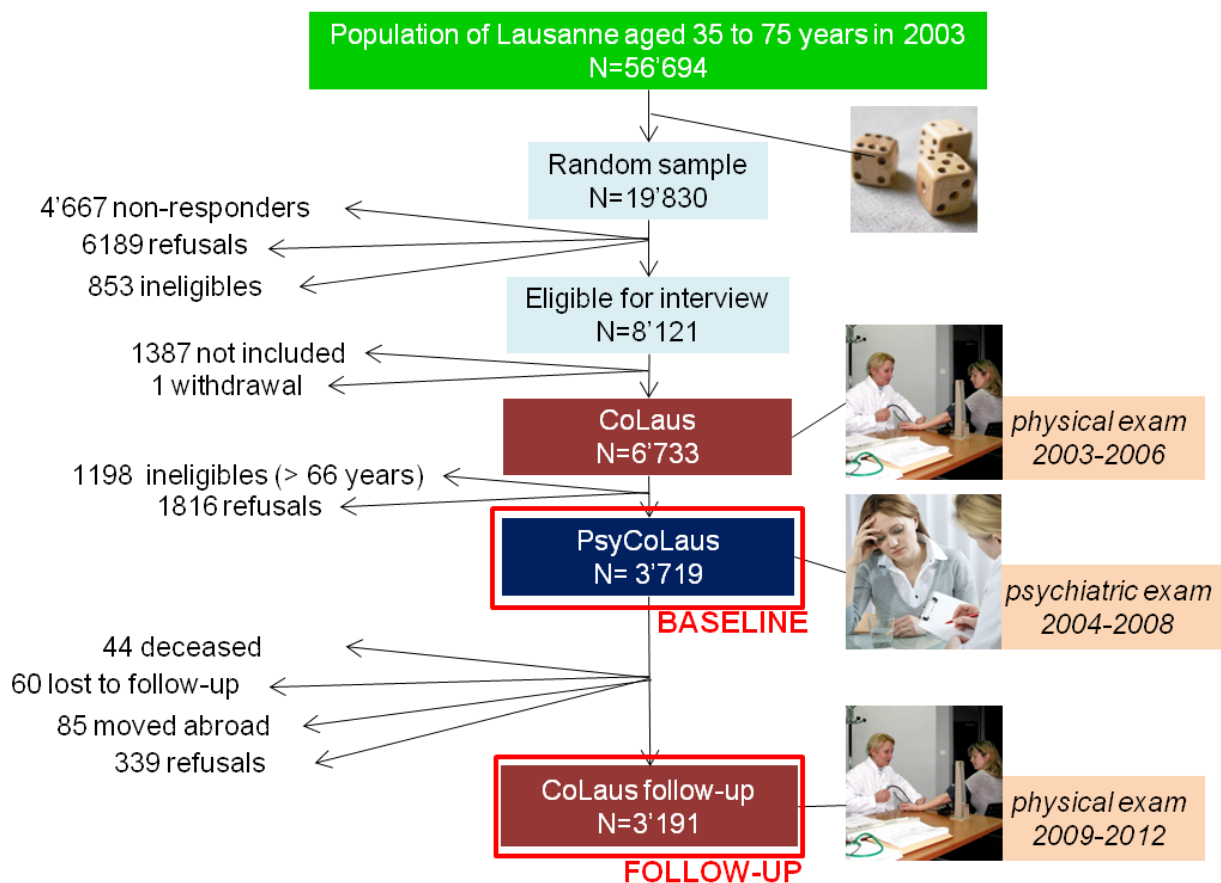 Population of Lausanne aged 35 to 75 years in 2003
N=56’694
Random sample
N=19’830
4’667 non-responders
6189 refusals
853 ineligibles
Eligible for interview
N=8’121
1387 not included
1 withdrawal
CoLaus
N=6’733
physical exam
2003-2006
1198  ineligibles (> 66 years)
1816 refusals
PsyCoLaus
N= 3’719
BASELINE
psychiatric exam
2004-2008
44 deceased
60 lost to follow-up
85 moved abroad
339 refusals
CoLaus follow-up
N=3’191
FOLLOW-UP
physical exam
2009-2012